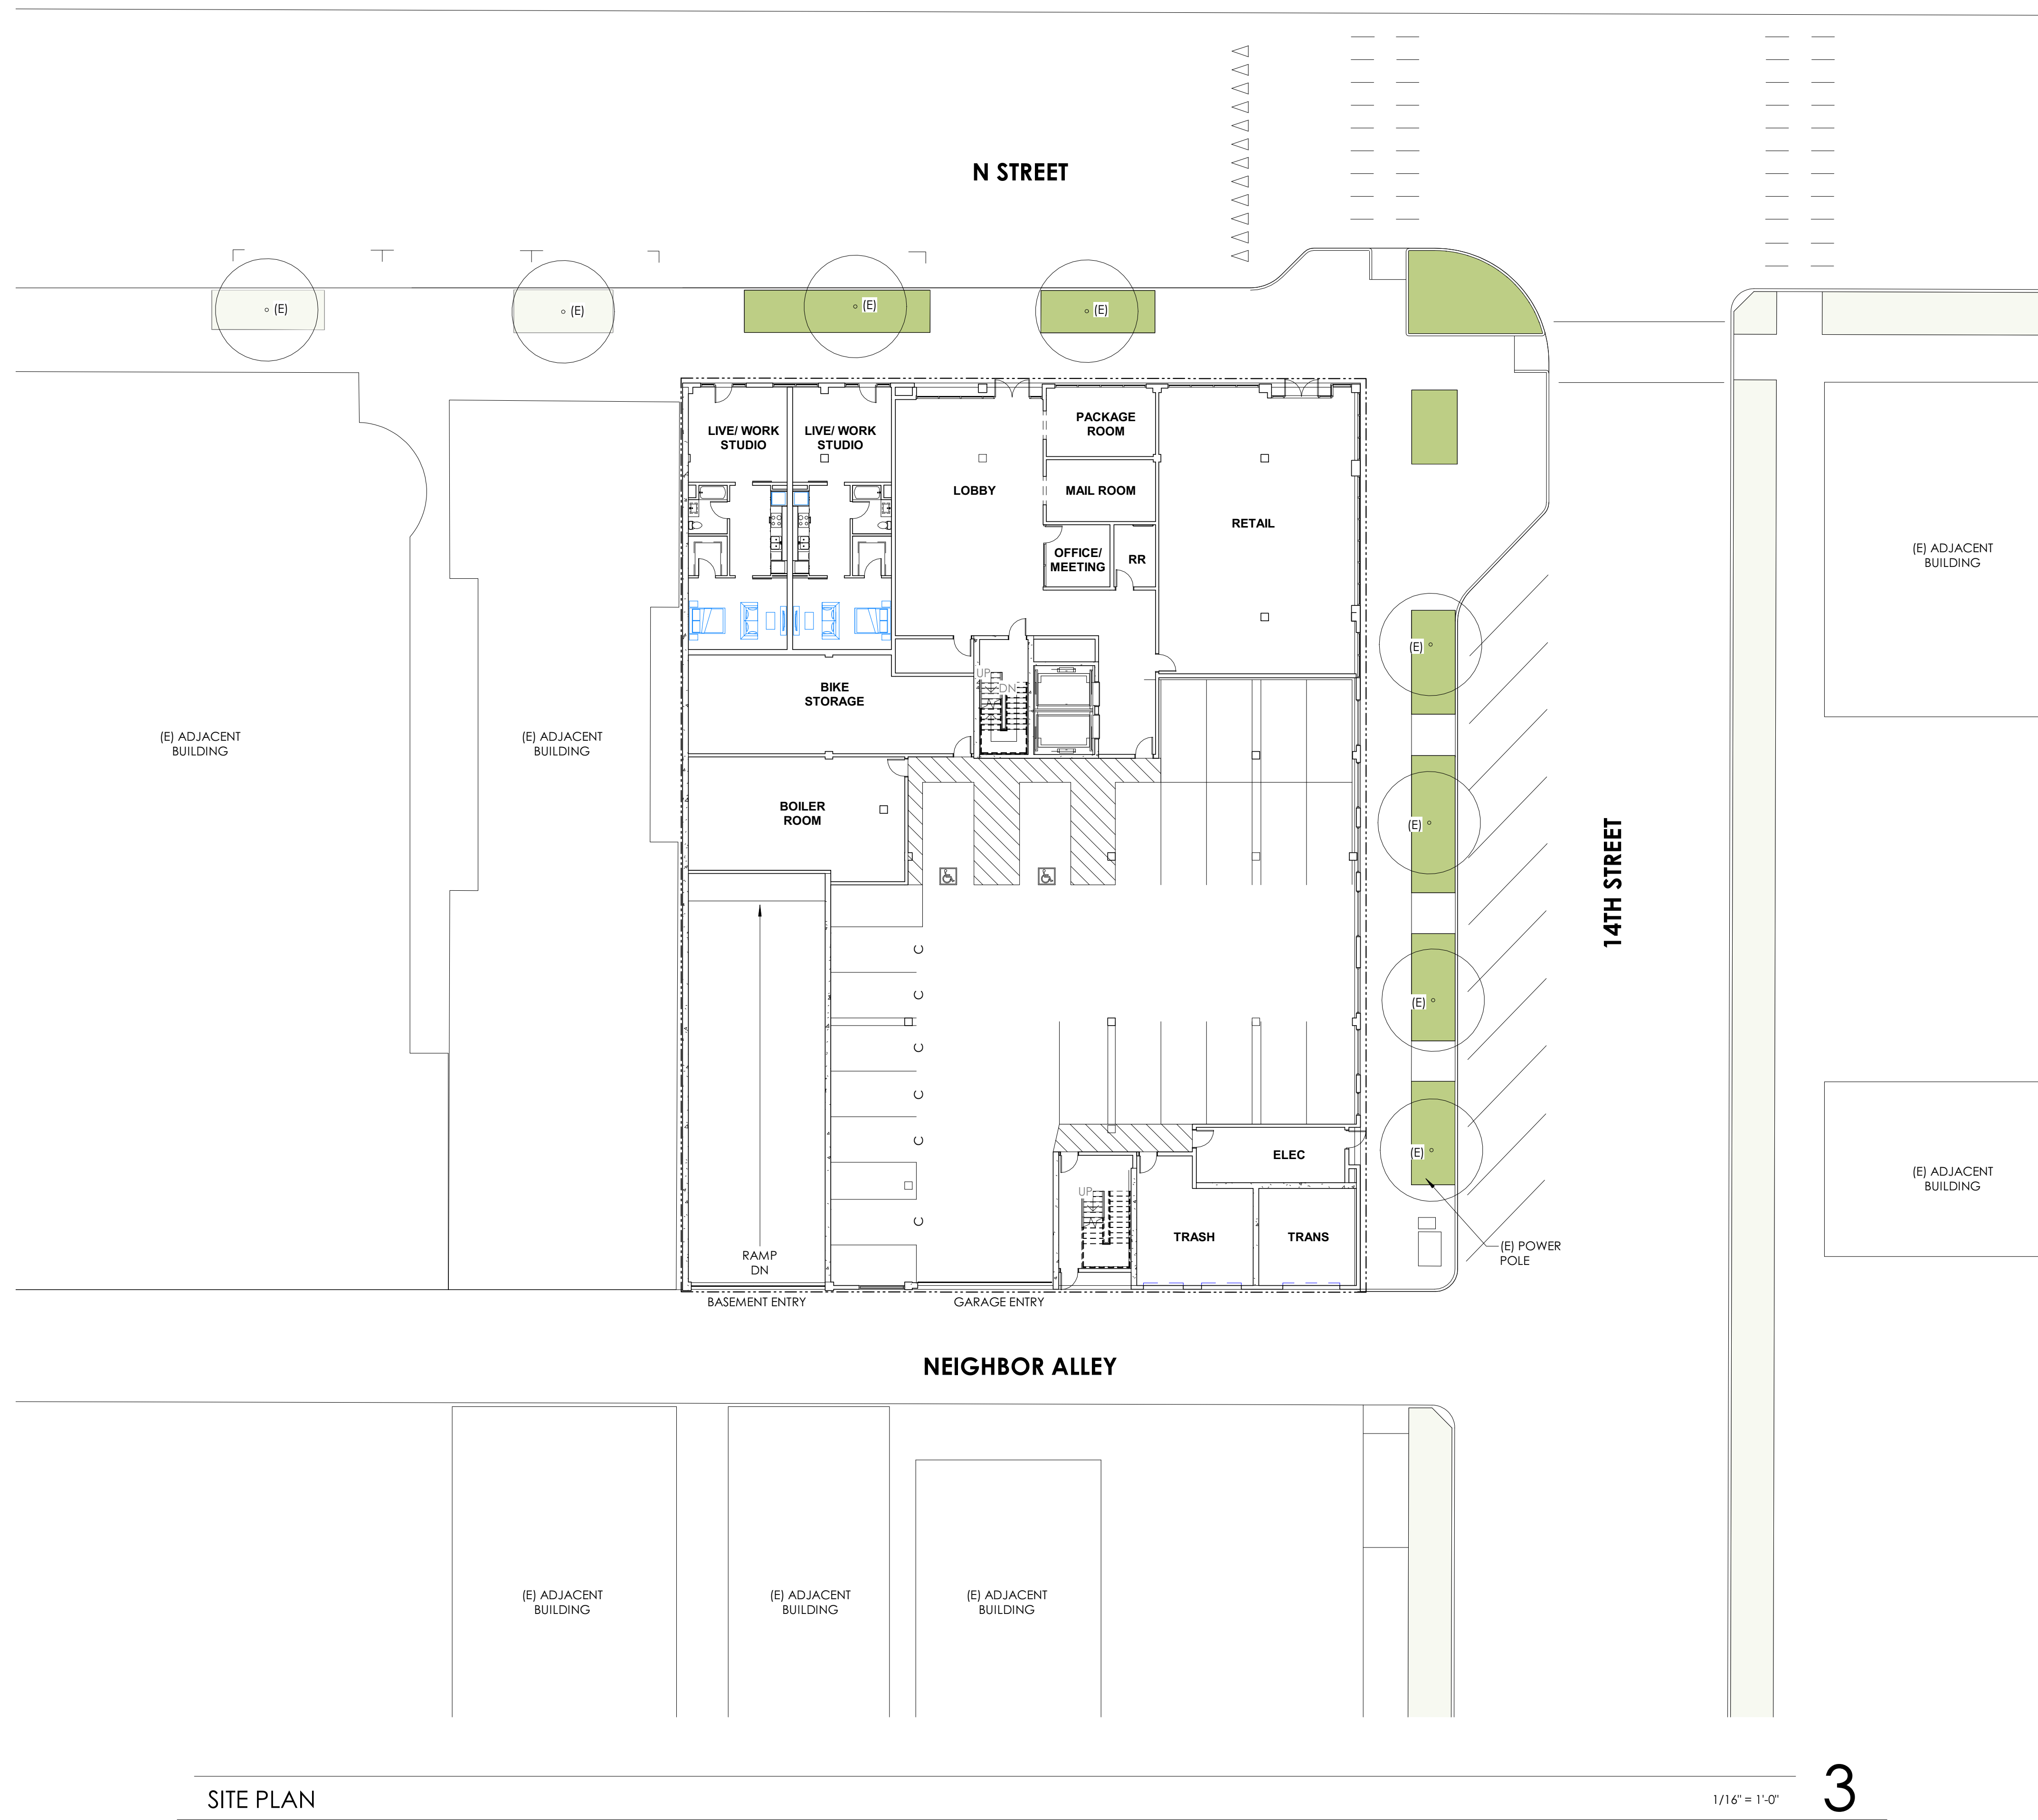 N STREET
(E)
(E)
(E)
(E)
LIVE/ WORK
STUDIO
LIVE/ WORK
STUDIO
PACKAGE
ROOM
LOBBY
MAIL ROOM
RETAIL
OFFICE/
MEETING
RR
(E) ADJACENT
BUILDING
(E)
UP
DN
BIKE
STORAGE
(E) ADJACENT
BUILDING
(E) ADJACENT
BUILDING
BOILER
ROOM
(E)
14TH STREET
C
C
(E)
C
C
C
C
ELEC
(E)
UP
(E) ADJACENT
BUILDING
TRASH
TRANS
RAMP
DN
(E) POWER
POLE
BASEMENT ENTRY
GARAGE ENTRY
NEIGHBOR ALLEY
(E) ADJACENT
BUILDING
(E) ADJACENT
BUILDING
(E) ADJACENT
BUILDING
SITE PLAN
1/16" = 1'-0"
3